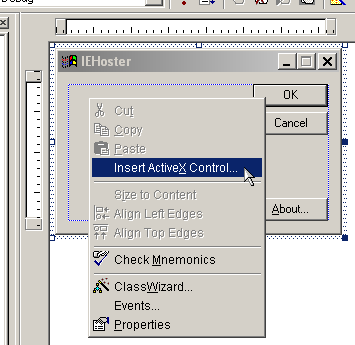 Debug
IEHoster
OK
Cut
Copy
Cancel
Paste
Insert ActiveX Control...
Size to Content
Align Left Edges
About...
Align Top Edges
Check Mnemonics
ClassWizard...
Events...
Properties